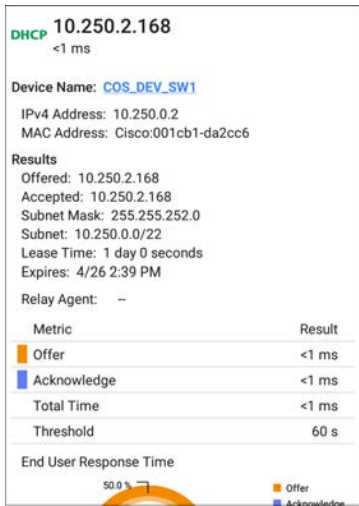 DHCP 10.250.2.168
<1 ms
Device Name: COS_DEV_SW1
IPv4 Address: 10.250.0.2
MAC Address: Cisco:001cb1-da2cc6
Results
Offered: 10.250.2.168
Accepted: 10.250.2.168
Subnet Mask: 255.255.252.0
Subnet: 10.250.0.0/22
Lease Time: 1 day 0 seconds
Expires: 4/26 2:39 PM
Relay Agent: --
Metric Result
Offer <1 ms
Acknowledge <1 ms
Total Time <1 ms
Threshold 60 s
End User Response Time
50.0 %
Offer
Acknowledge